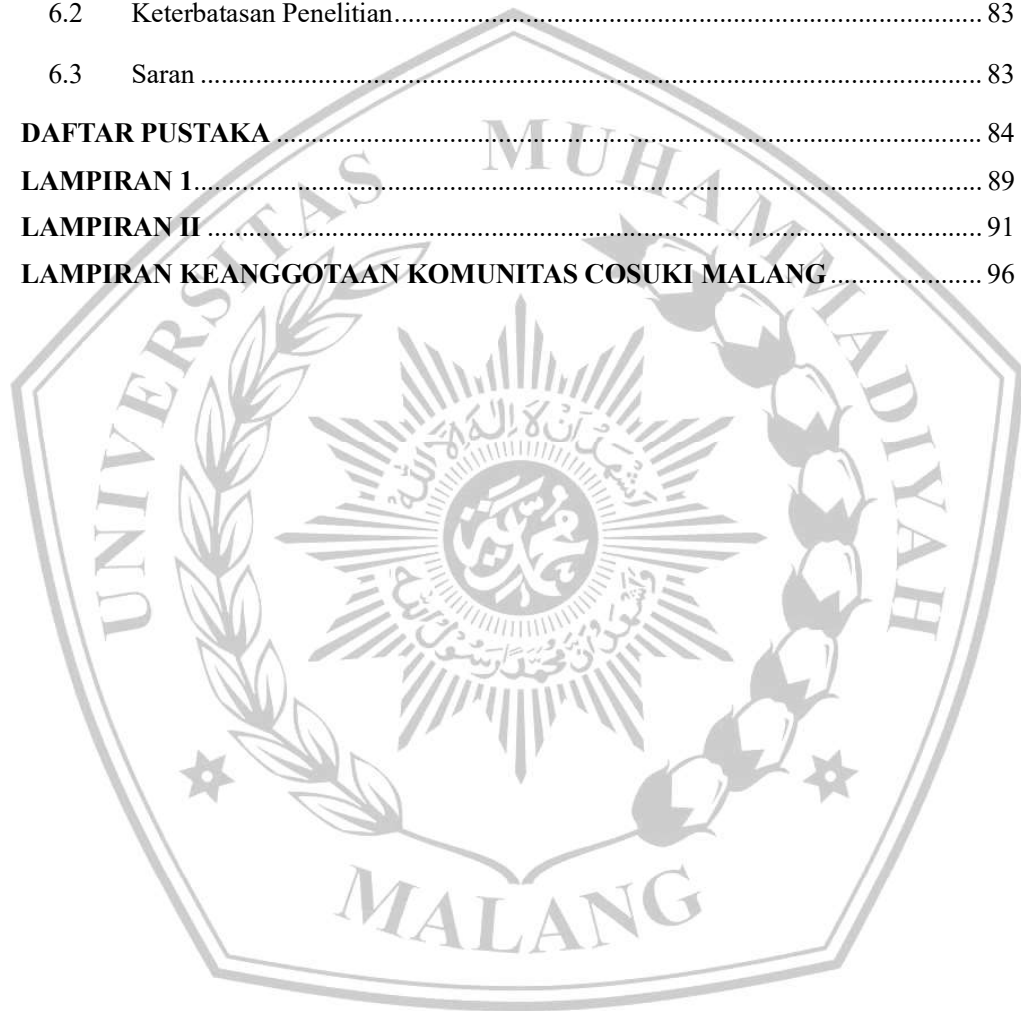 6.2 Keterbatasan Penelitian........................................................................................ 83
6.3 Saran ................................................................................................................ 83
DAFTAR PUSTAKA ................................................................................................ 84
LAMPIRAN 1............................................................................................................ 89
LAMPIRAN II .......................................................................................................... 91
LAMPIRAN KEANGGOTAAN KOMUNITAS COSUKI MALANG ..................... 96
UNIVERSITAS MUHAMMADIYAH
MALANG